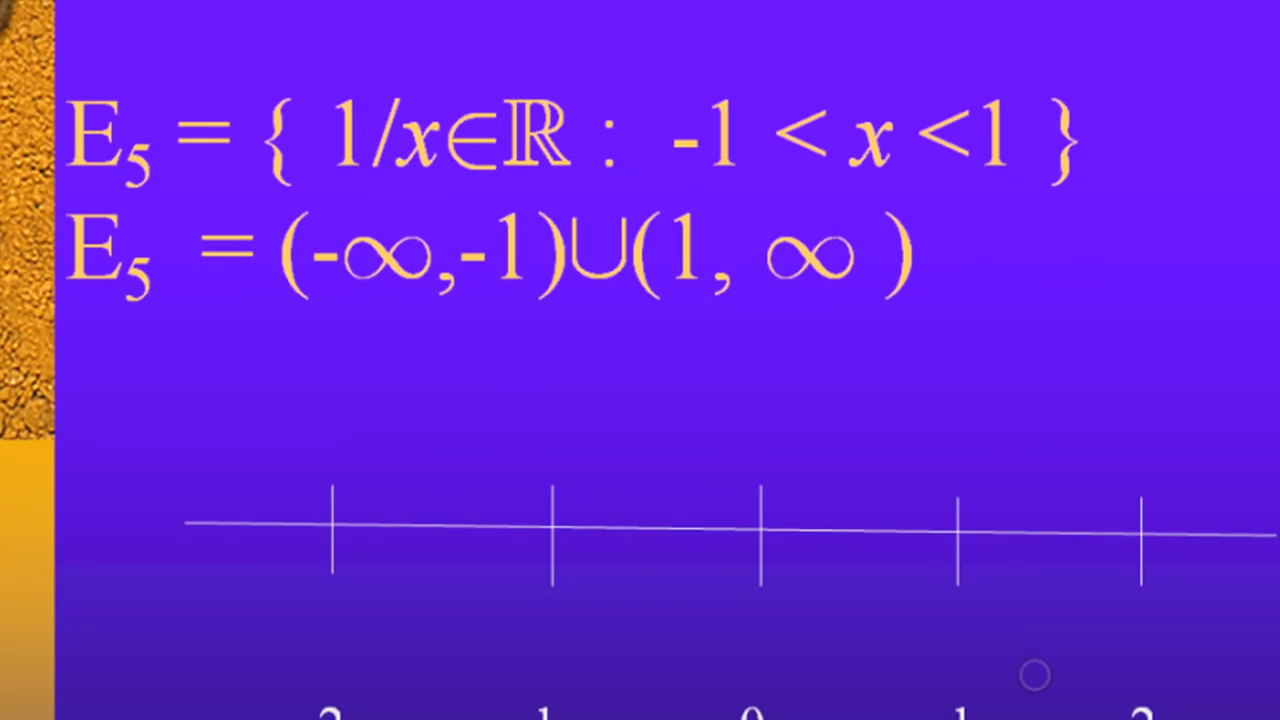 E₅ = { 1/x∈ℝ : -1 < x <1 }
E₅ = (-∞,-1)∪(1, ∞ )